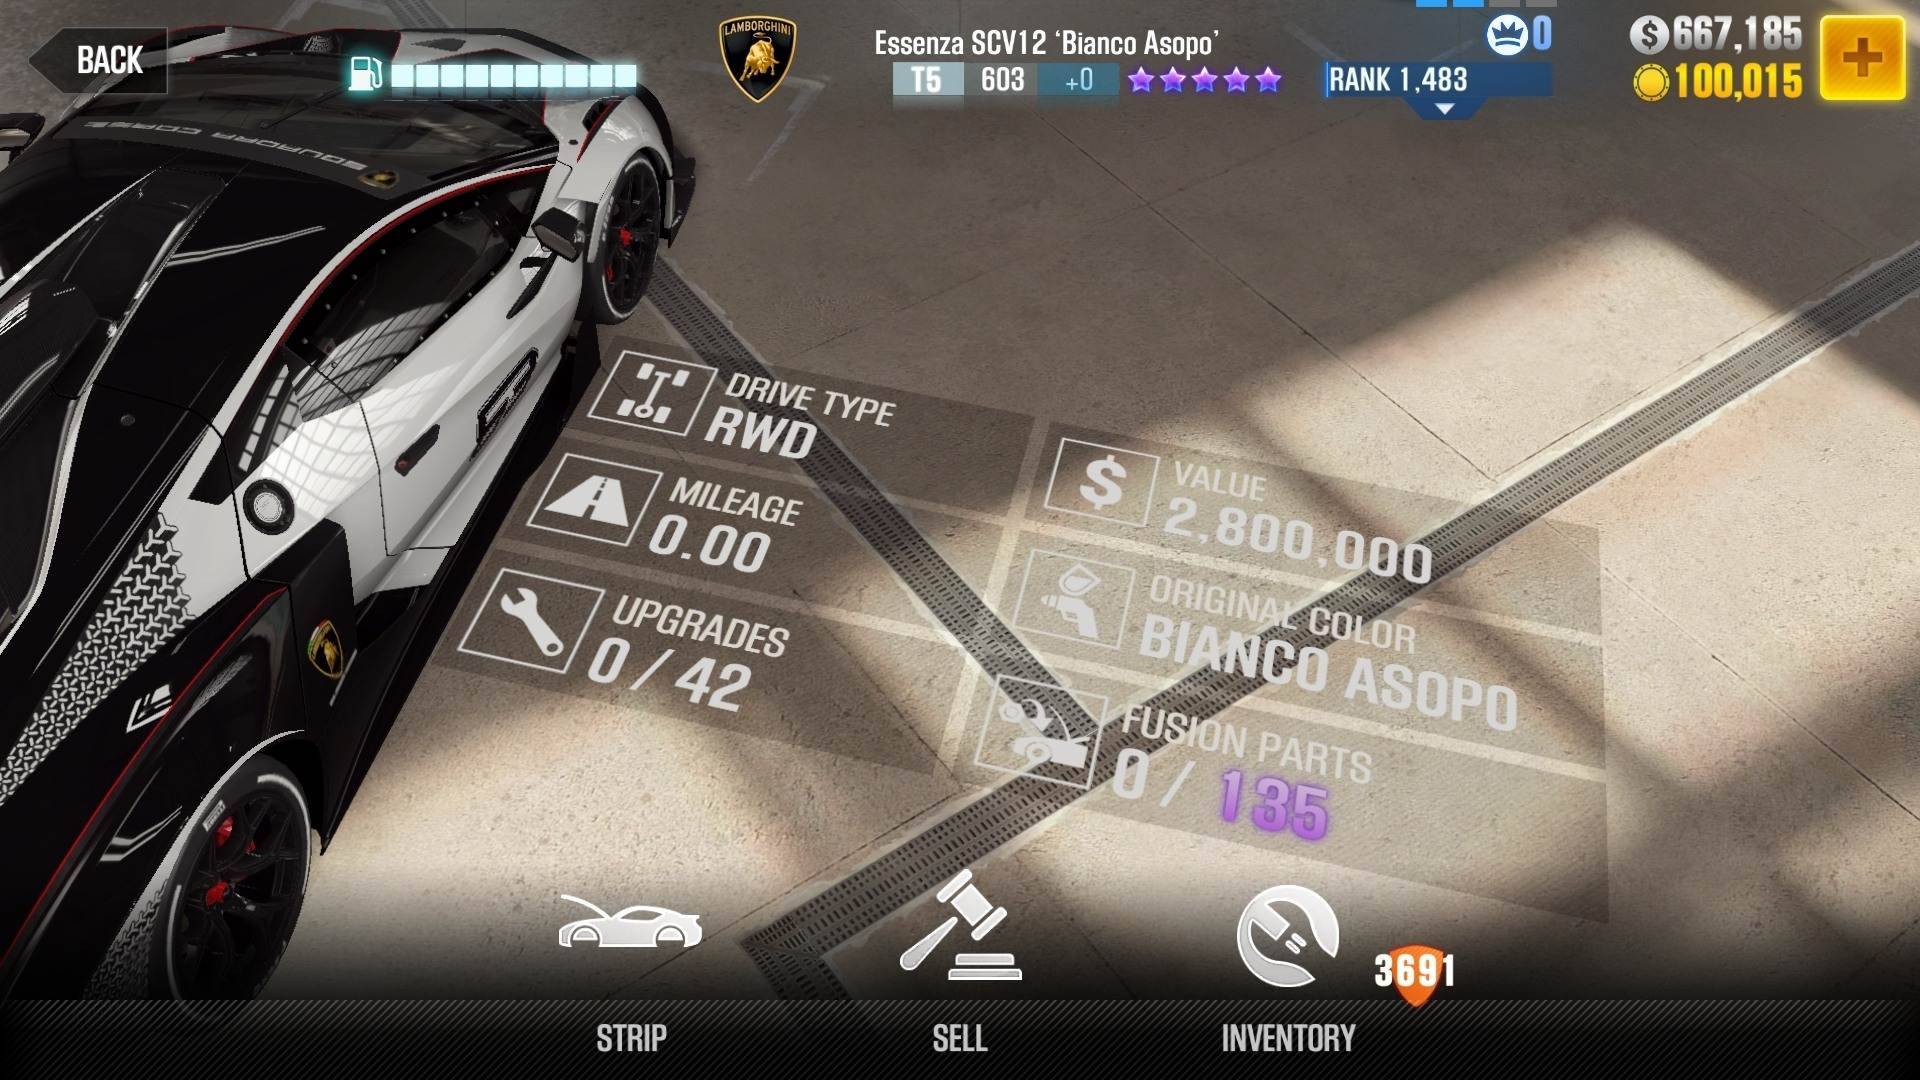 BACK
LAMBORGHINI
Essenza SCV12 ‘Bianco Asopo’
T5 603 +0
RANK 1,483
0
667,185
100,015
SQUADRA CORSE
DRIVE TYPE
RWD
MILEAGE
0.00
UPGRADES
0/42
$
VALUE
2,800,000
ORIGINAL COLOR
BIANCO ASOPO
FUSION PARTS
0/ 135
3691
STRIP
SELL
INVENTORY